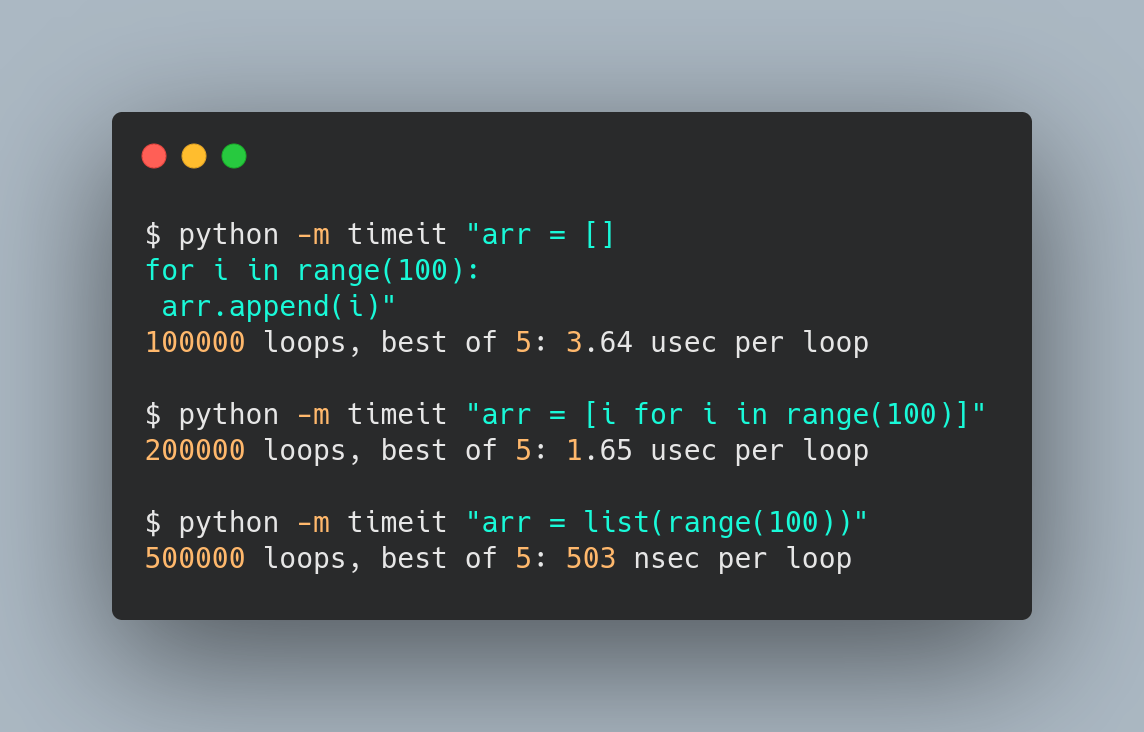 $ python -m timeit "arr = []
for i in range(100):
 arr.append(i)"
100000 loops, best of 5: 3.64 usec per loop
$ python -m timeit "arr = [i for i in range(100)]"
200000 loops, best of 5: 1.65 usec per loop
$ python -m timeit "arr = list(range(100))"
500000 loops, best of 5: 503 nsec per loop